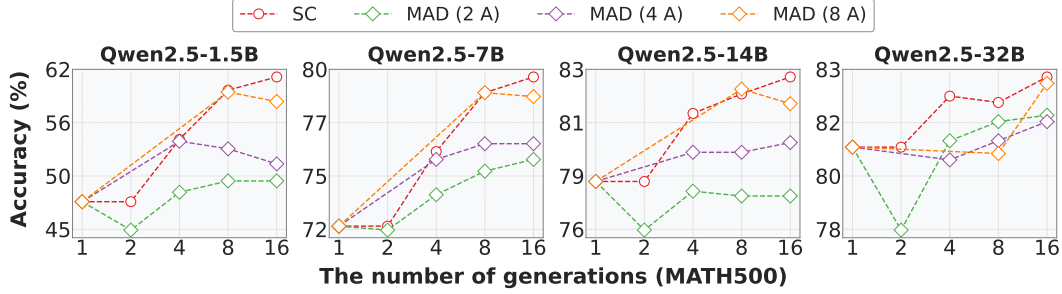 SC MAD (2 A) MAD (4 A) MAD (8 A)
Qwen2.5-1.5B Qwen2.5-7B Qwen2.5-14B Qwen2.5-32B
Accuracy (%)
62
56
50
45
1 2 4 8 16
80
77
75
72
1 2 4 8 16
83
81
79
76
1 2 4 8 16
83
82
80
78
1 2 4 8 16
The number of generations (MATH500)